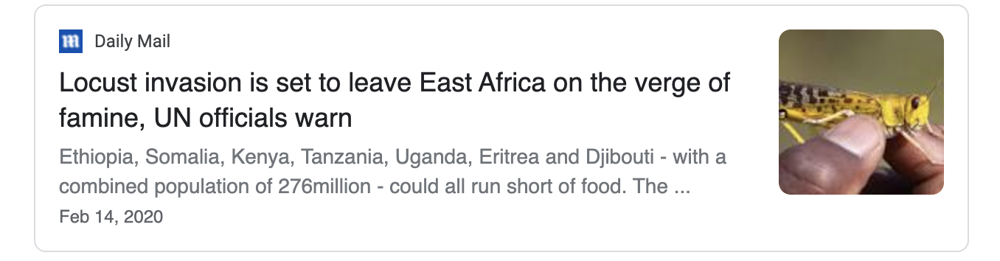 Daily Mail
Locust invasion is set to leave East Africa on the verge of
famine, UN officials warn
Ethiopia, Somalia, Kenya, Tanzania, Uganda, Eritrea and Djibouti - with a
combined population of 276million - could all run short of food. The ...
Feb 14, 2020